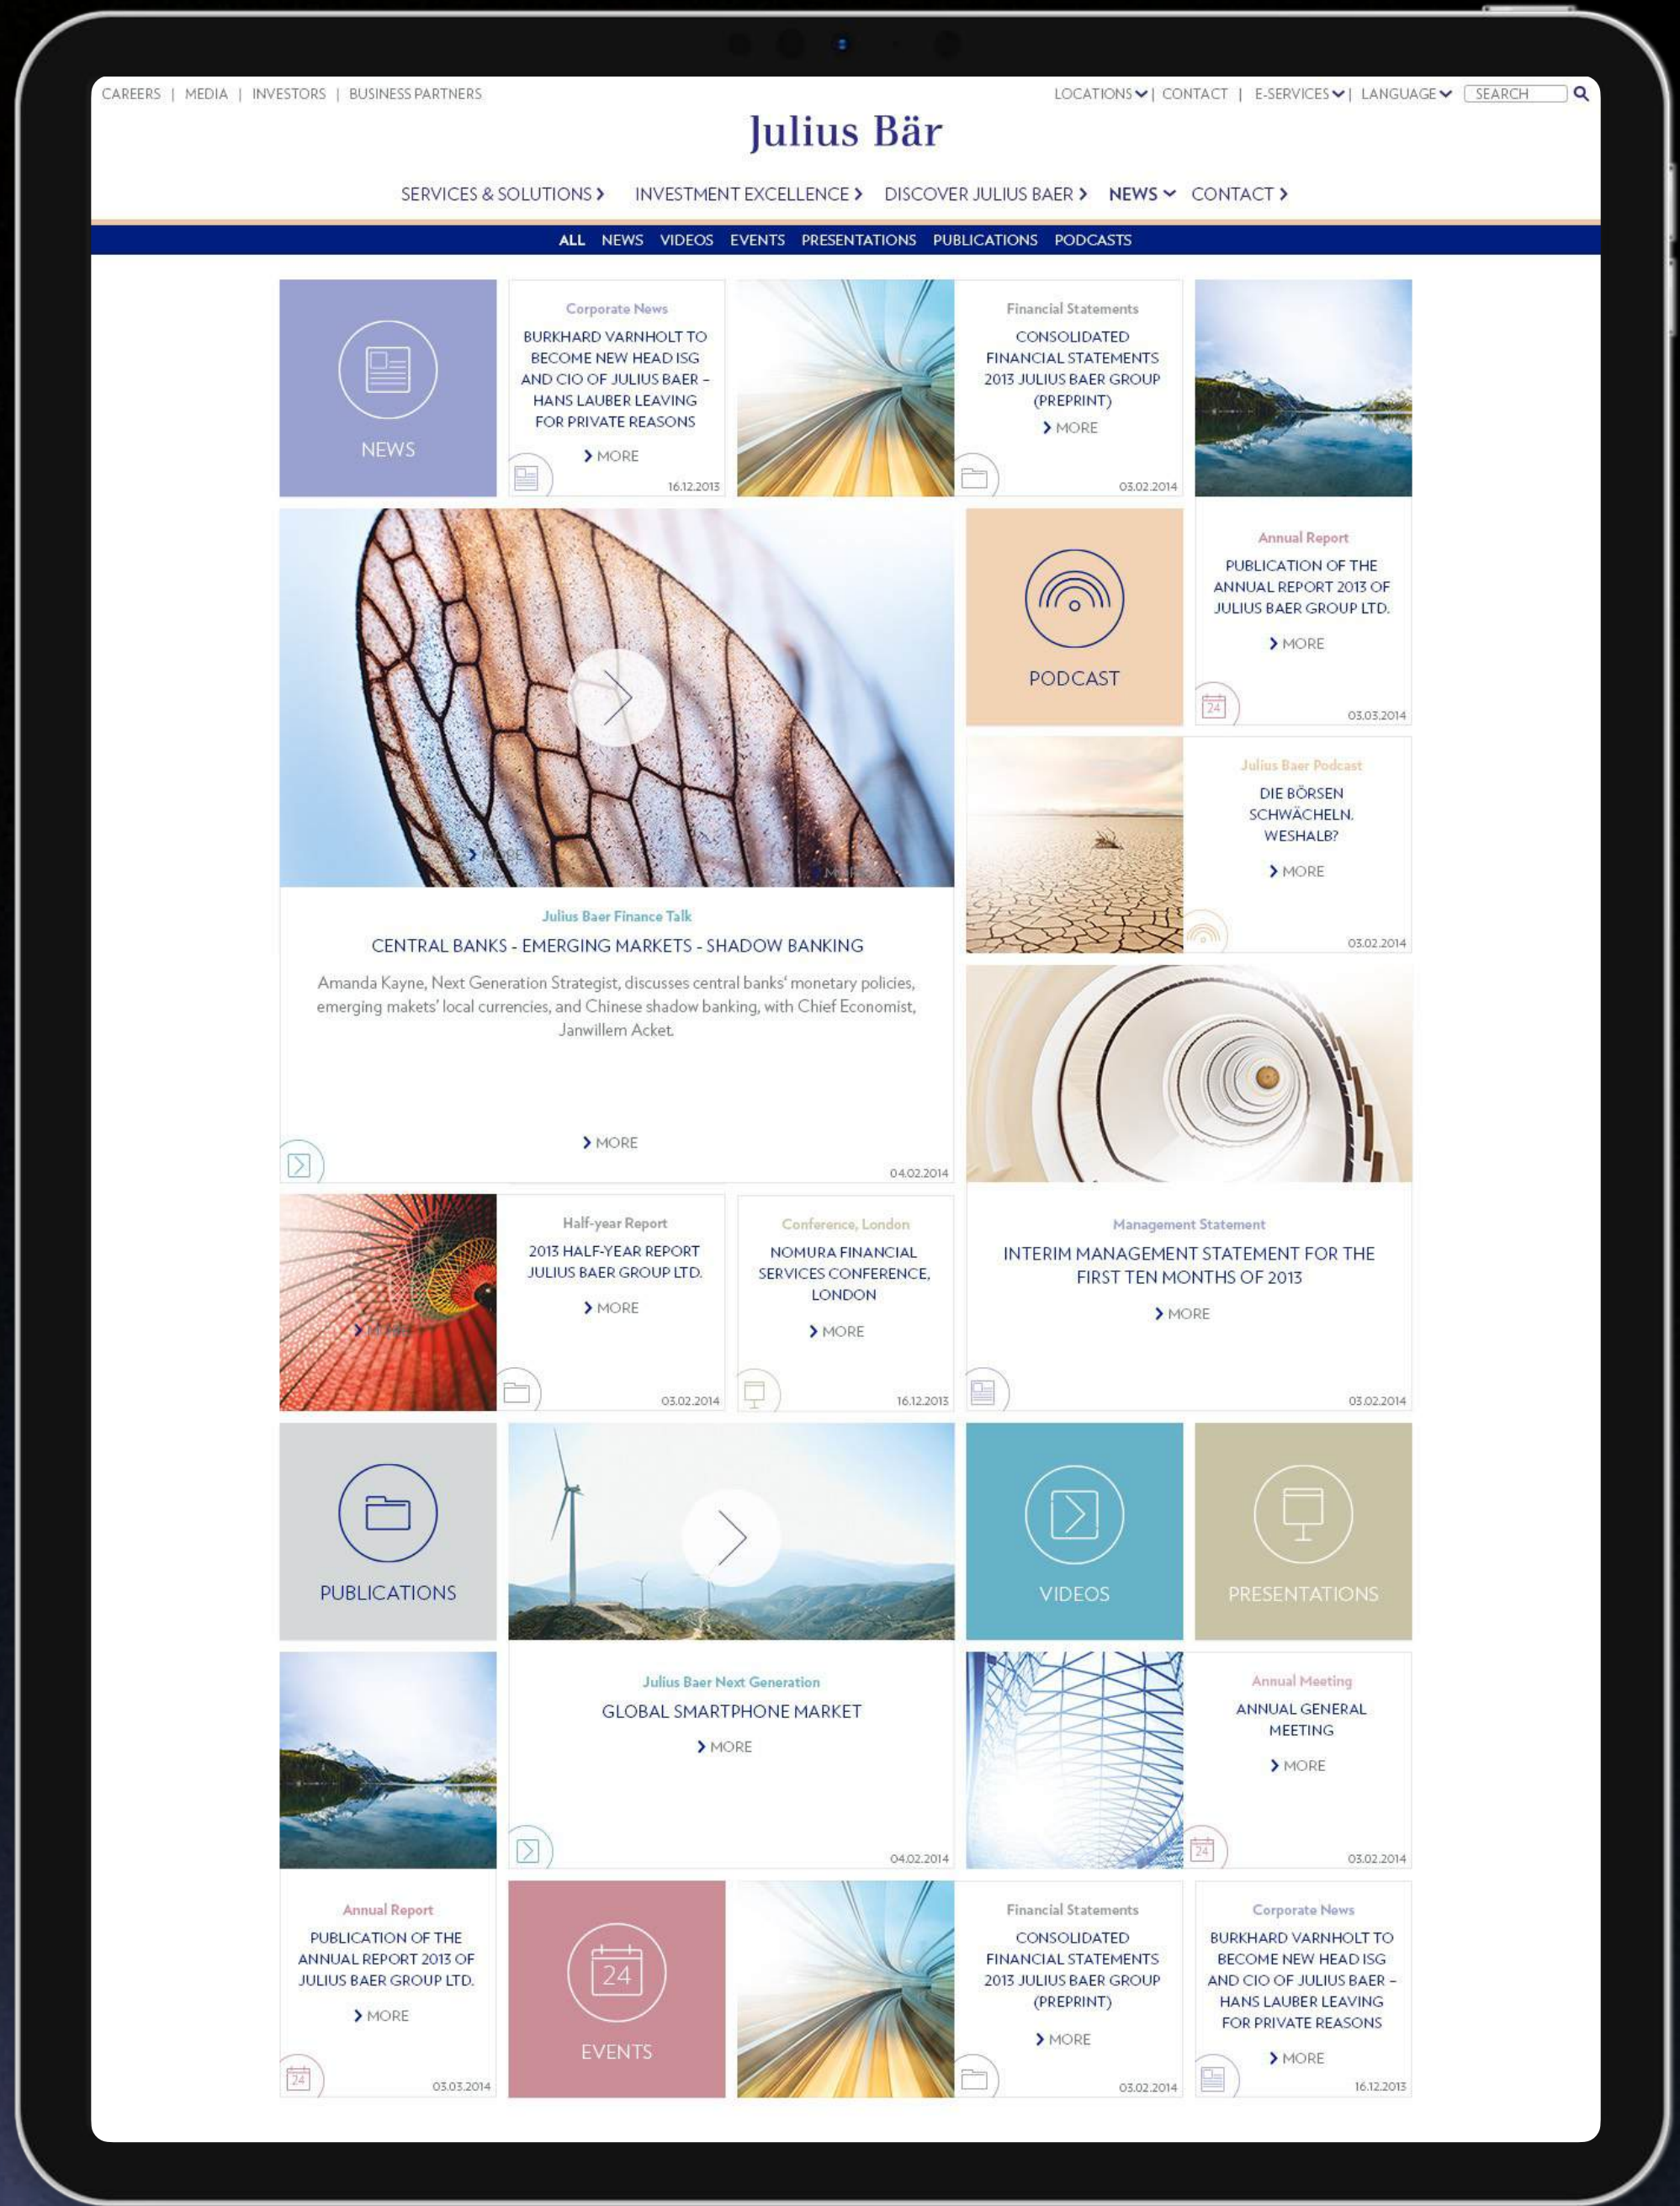 CAREERS | MEDIA | INVESTORS | BUSINESS PARTNERS
LOCATIONS | CONTACT | E-SERVICES | LANGUAGE SEARCH
Julius Bär
SERVICES & SOLUTIONS INVESTMENT EXCELLENCE DISCOVER JULIUS BAER NEWS CONTACT
ALL NEWS VIDEOS EVENTS PRESENTATIONS PUBLICATIONS PODCASTS
NEWS
Corporate News
BURKHARD VARNHOLT TO
BECOME NEW HEAD ISG
AND CIO OF JULIUS BAER –
HANS LAUBER LEAVING
FOR PRIVATE REASONS
MORE
16.12.2013
Financial Statements
CONSOLIDATED
FINANCIAL STATEMENTS
2013 JULIUS BAER GROUP
(PREPRINT)
MORE
03.02.2014
PODCAST
Annual Report
PUBLICATION OF THE
ANNUAL REPORT 2013 OF
JULIUS BAER GROUP LTD.
MORE
24
03.03.2014
Julius Baer Podcast
DIE BÖRSEN
SCHWÄCHELN.
WESHALB?
MORE
03.02.2014
MORE
MORE
Julius Baer Finance Talk
CENTRAL BANKS - EMERGING MARKETS - SHADOW BANKING
Amanda Kayne, Next Generation Strategist, discusses central banks‘ monetary policies,
emerging makets’ local currencies, and Chinese shadow banking, with Chief Economist,
Janwillem Acket.
MORE
04.02.2014
MORE
Half-year Report
2013 HALF-YEAR REPORT
JULIUS BAER GROUP LTD.
MORE
03.02.2014
Conference, London
NOMURA FINANCIAL
SERVICES CONFERENCE,
LONDON
MORE
16.12.2013
Management Statement
INTERIM MANAGEMENT STATEMENT FOR THE
FIRST TEN MONTHS OF 2013
MORE
03.02.2014
PUBLICATIONS
VIDEOS
PRESENTATIONS
Julius Baer Next Generation
GLOBAL SMARTPHONE MARKET
MORE
04.02.2014
Annual Meeting
ANNUAL GENERAL
MEETING
MORE
24
03.02.2014
Annual Report
PUBLICATION OF THE
ANNUAL REPORT 2013 OF
JULIUS BAER GROUP LTD.
MORE
24
03.03.2014
24
EVENTS
Financial Statements
CONSOLIDATED
FINANCIAL STATEMENTS
2013 JULIUS BAER GROUP
(PREPRINT)
MORE
03.02.2014
Corporate News
BURKHARD VARNHOLT TO
BECOME NEW HEAD ISG
AND CIO OF JULIUS BAER –
HANS LAUBER LEAVING
FOR PRIVATE REASONS
MORE
16.12.2013